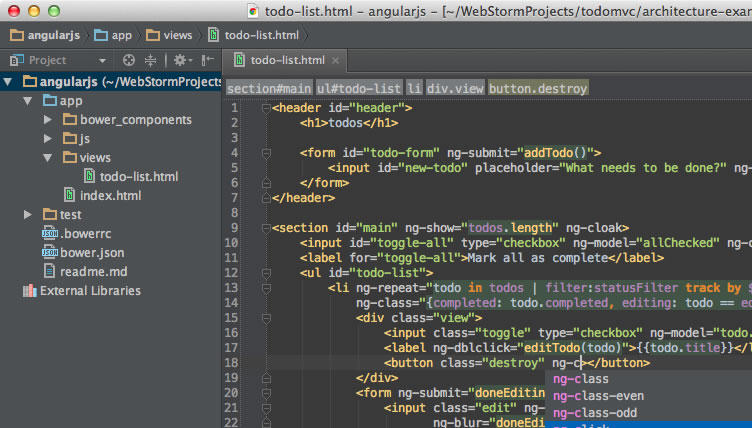 todo-list.html – angularjs – [~/WebStormProjects/todomvc/architecture-exa
angularjs app views todo-list.html
Project
todo-list.html
angularjs (~/WebStormProjects
app
bower_components
js
views
todo-list.html
index.html
test
.bowerrc
bower.json
readme.md
External Libraries
section#main ul#todo-list li div.view button.destroy
1 <header id="header">
2 <h1>todos</h1>
3
4 <form id="todo-form" ng-submit="addTodo()">
5 <input id="new-todo" placeholder="What needs to be done?" ng-
6 </form>
7 </header>
8
9 <section id="main" ng-show="todos.length" ng-cloak>
10 <input id="toggle-all" type="checkbox" ng-model="allChecked" ng-c
11 <label for="toggle-all">Mark all as complete</label>
12 <ul id="todo-list">
13 <li ng-repeat="todo in todos | filter:statusFilter track by $
14 ng-class="{completed: todo.completed, editing: todo == ed
15 <div class="view">
16 <input class="toggle" type="checkbox" ng-model="todo.
17 <label ng-dblclick="editTodo(todo)">{{todo.title}}</l
18 <button class="destroy" ng-c></button>
19 </div>
20 <form ng-submit="doneEditin
21 <input class="edit" ng-
22 ng-blur="doneEdi
ng-class
ng-class-even
ng-class-odd
ng-click